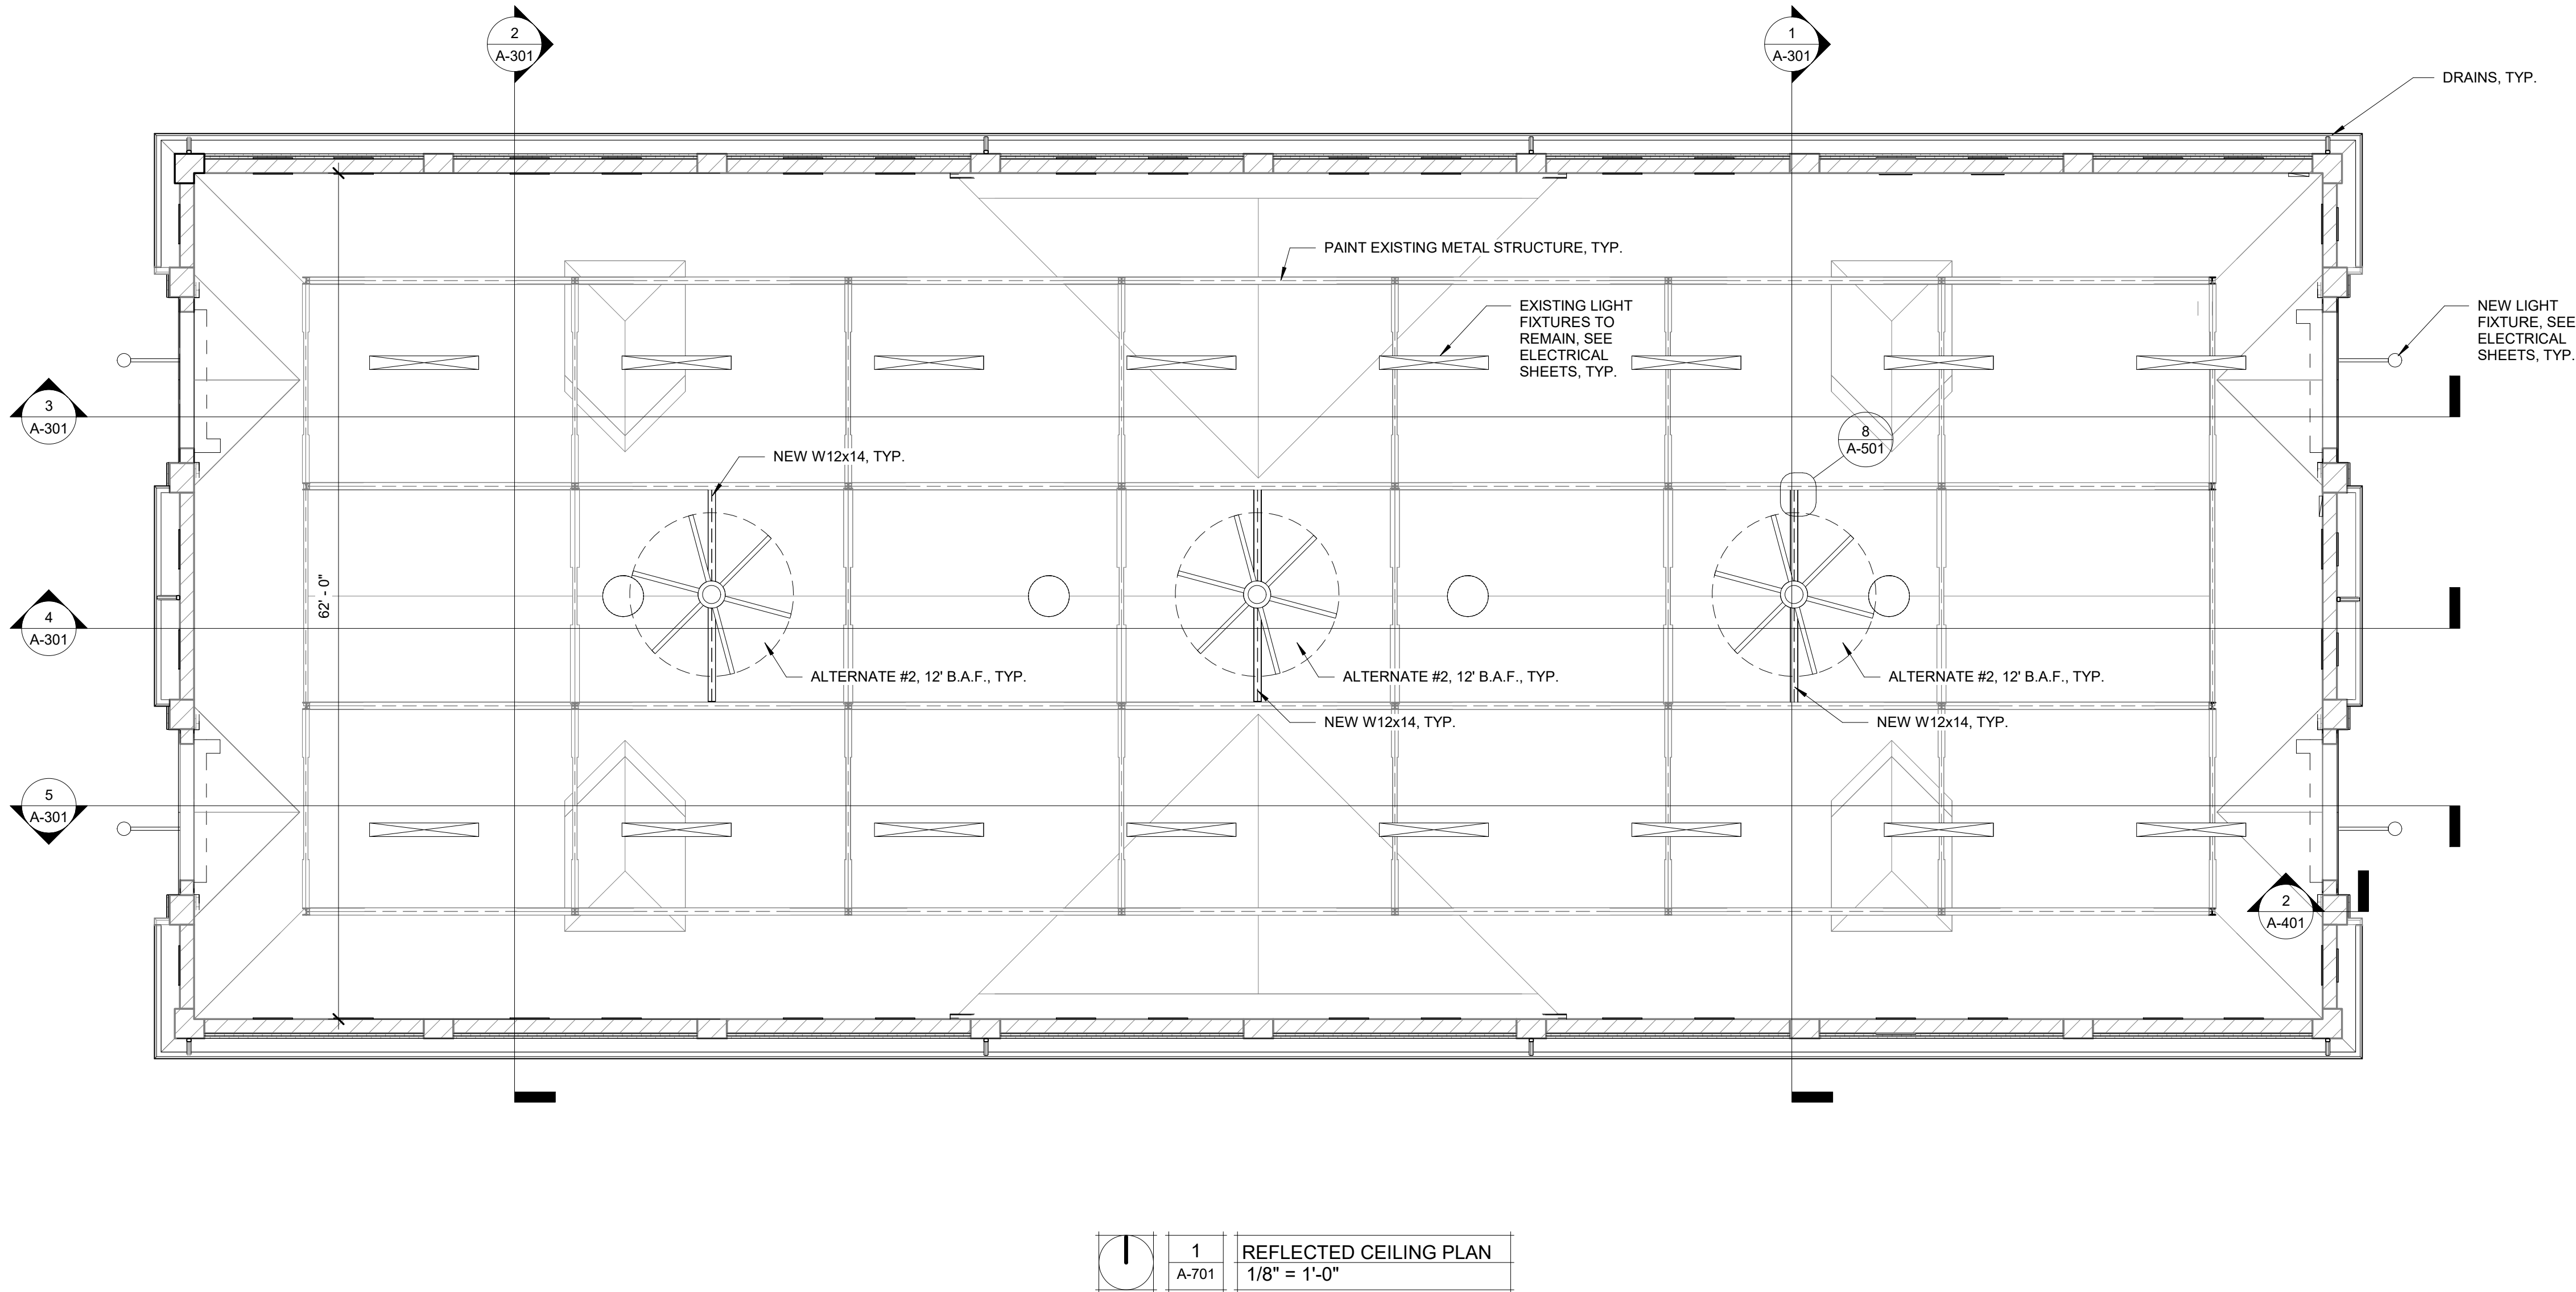 2
A-301
1
A-301
DRAINS, TYP.
PAINT EXISTING METAL STRUCTURE, TYP.
EXISTING LIGHT
FIXTURES TO
REMAIN, SEE
ELECTRICAL
SHEETS, TYP.
NEW LIGHT
FIXTURE, SEE
ELECTRICAL
SHEETS, TYP.
3
A-301
8
A-501
NEW W12x14, TYP.
62' - 0"
4
A-301
ALTERNATE #2, 12' B.A.F., TYP.
ALTERNATE #2, 12' B.A.F., TYP.
ALTERNATE #2, 12' B.A.F., TYP.
NEW W12x14, TYP.
NEW W12x14, TYP.
5
A-301
2
A-401
1
A-701
REFLECTED CEILING PLAN
1/8" = 1'-0"